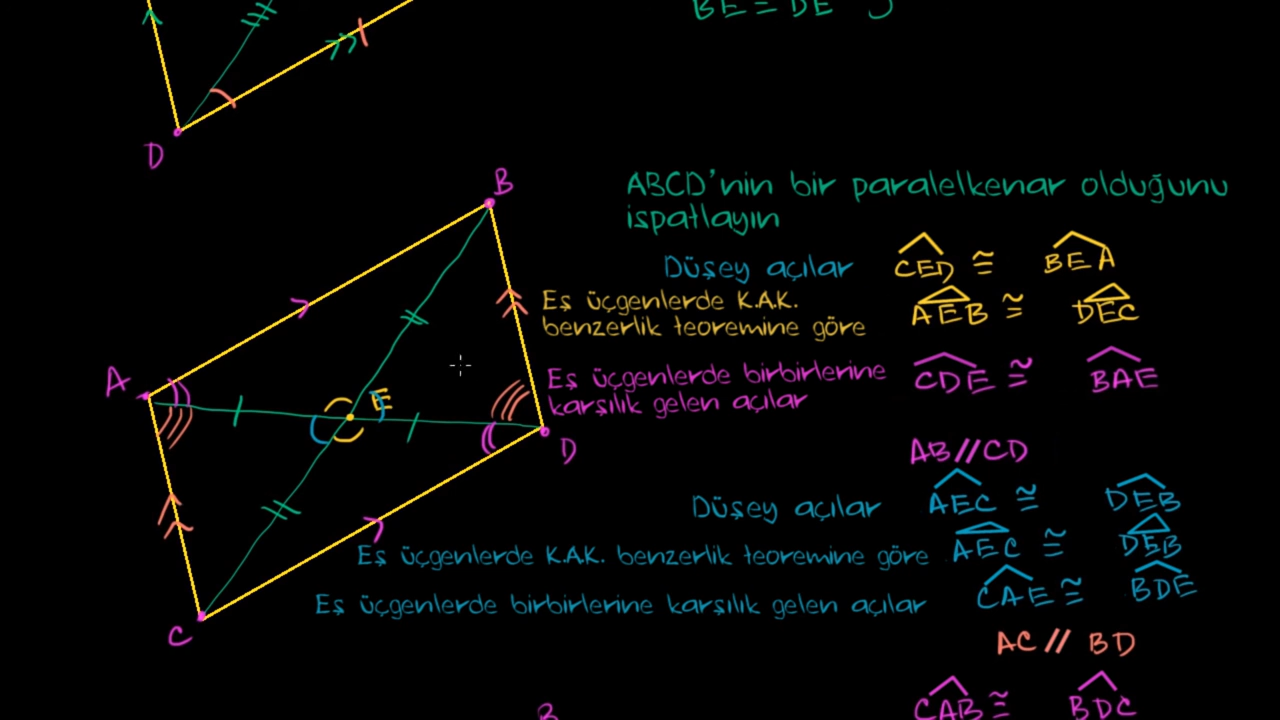 BE ≅ DE
D
B
ABCD'nin bir paralelkenar olduğunu
ispatlayın
Düşey açılar CED ≅ BEA
Eş üçgenlerde K.A.K.
benzerlik teoremine göre AEB ≅ DEC
A
E
Eş üçgenlerde birbirlerine
karşılık gelen açılar CDE ≅ BAE
D
AB//CD
Düşey açılar AEC ≅ DEB
Eş üçgenlerde K.A.K. benzerlik teoremine göre AEC ≅ DEB
Eş üçgenlerde birbirlerine karşılık gelen açılar CAE ≅ BDE
C
AC // BD
CAB ≅ BDC
B